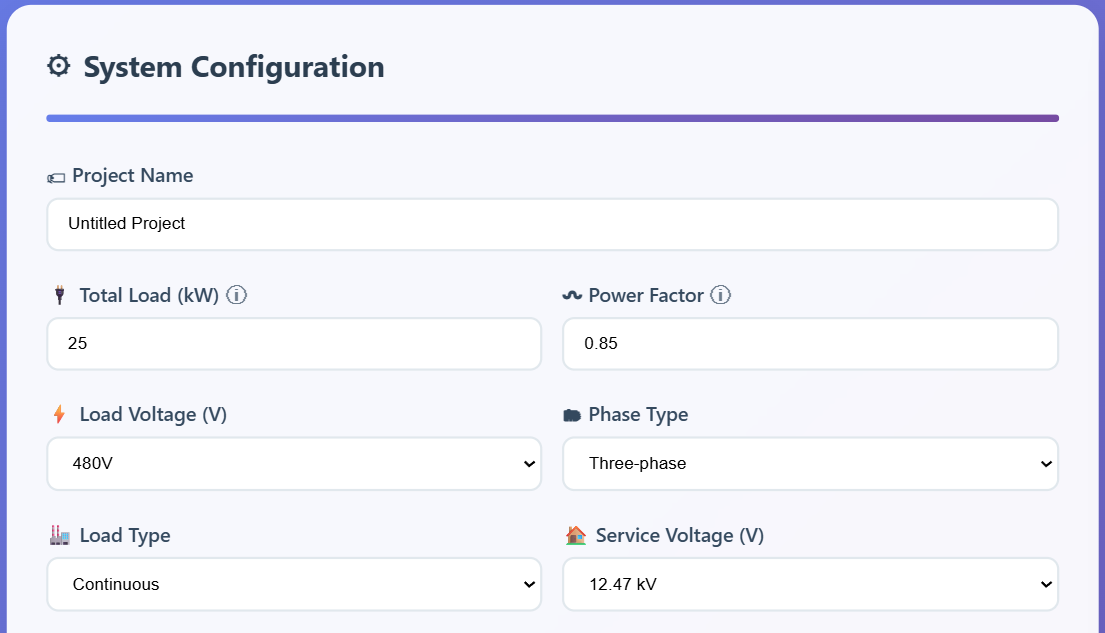 System Configuration
Project Name
Untitled Project
Total Load (kW) ⓘ
Power Factor ⓘ
25
0.85
Load Voltage (V)
Phase Type
480V
Three-phase
Load Type
Service Voltage (V)
Continuous
12.47 kV